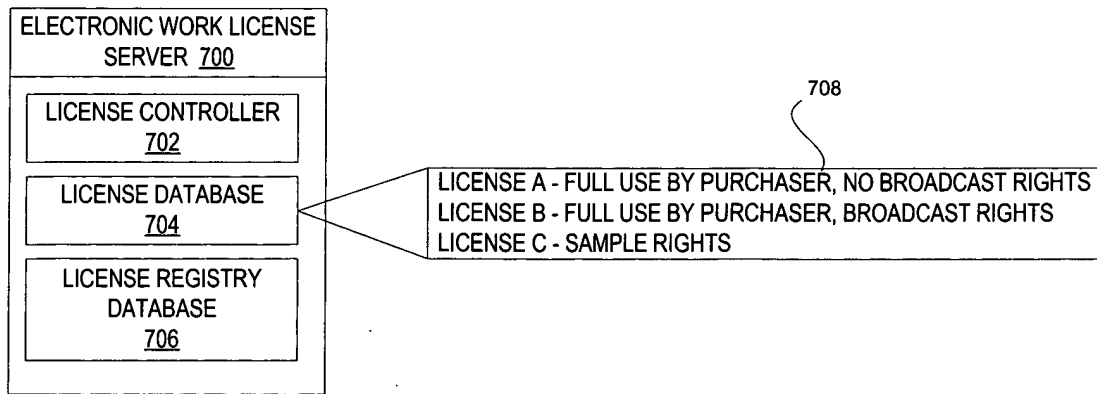 ELECTRONIC WORK LICENSE
SERVER 700
LICENSE CONTROLLER
702
LICENSE DATABASE
704
LICENSE REGISTRY
DATABASE
706
708
LICENSE A - FULL USE BY PURCHASER, NO BROADCAST RIGHTS
LICENSE B - FULL USE BY PURCHASER, BROADCAST RIGHTS
LICENSE C - SAMPLE RIGHTS